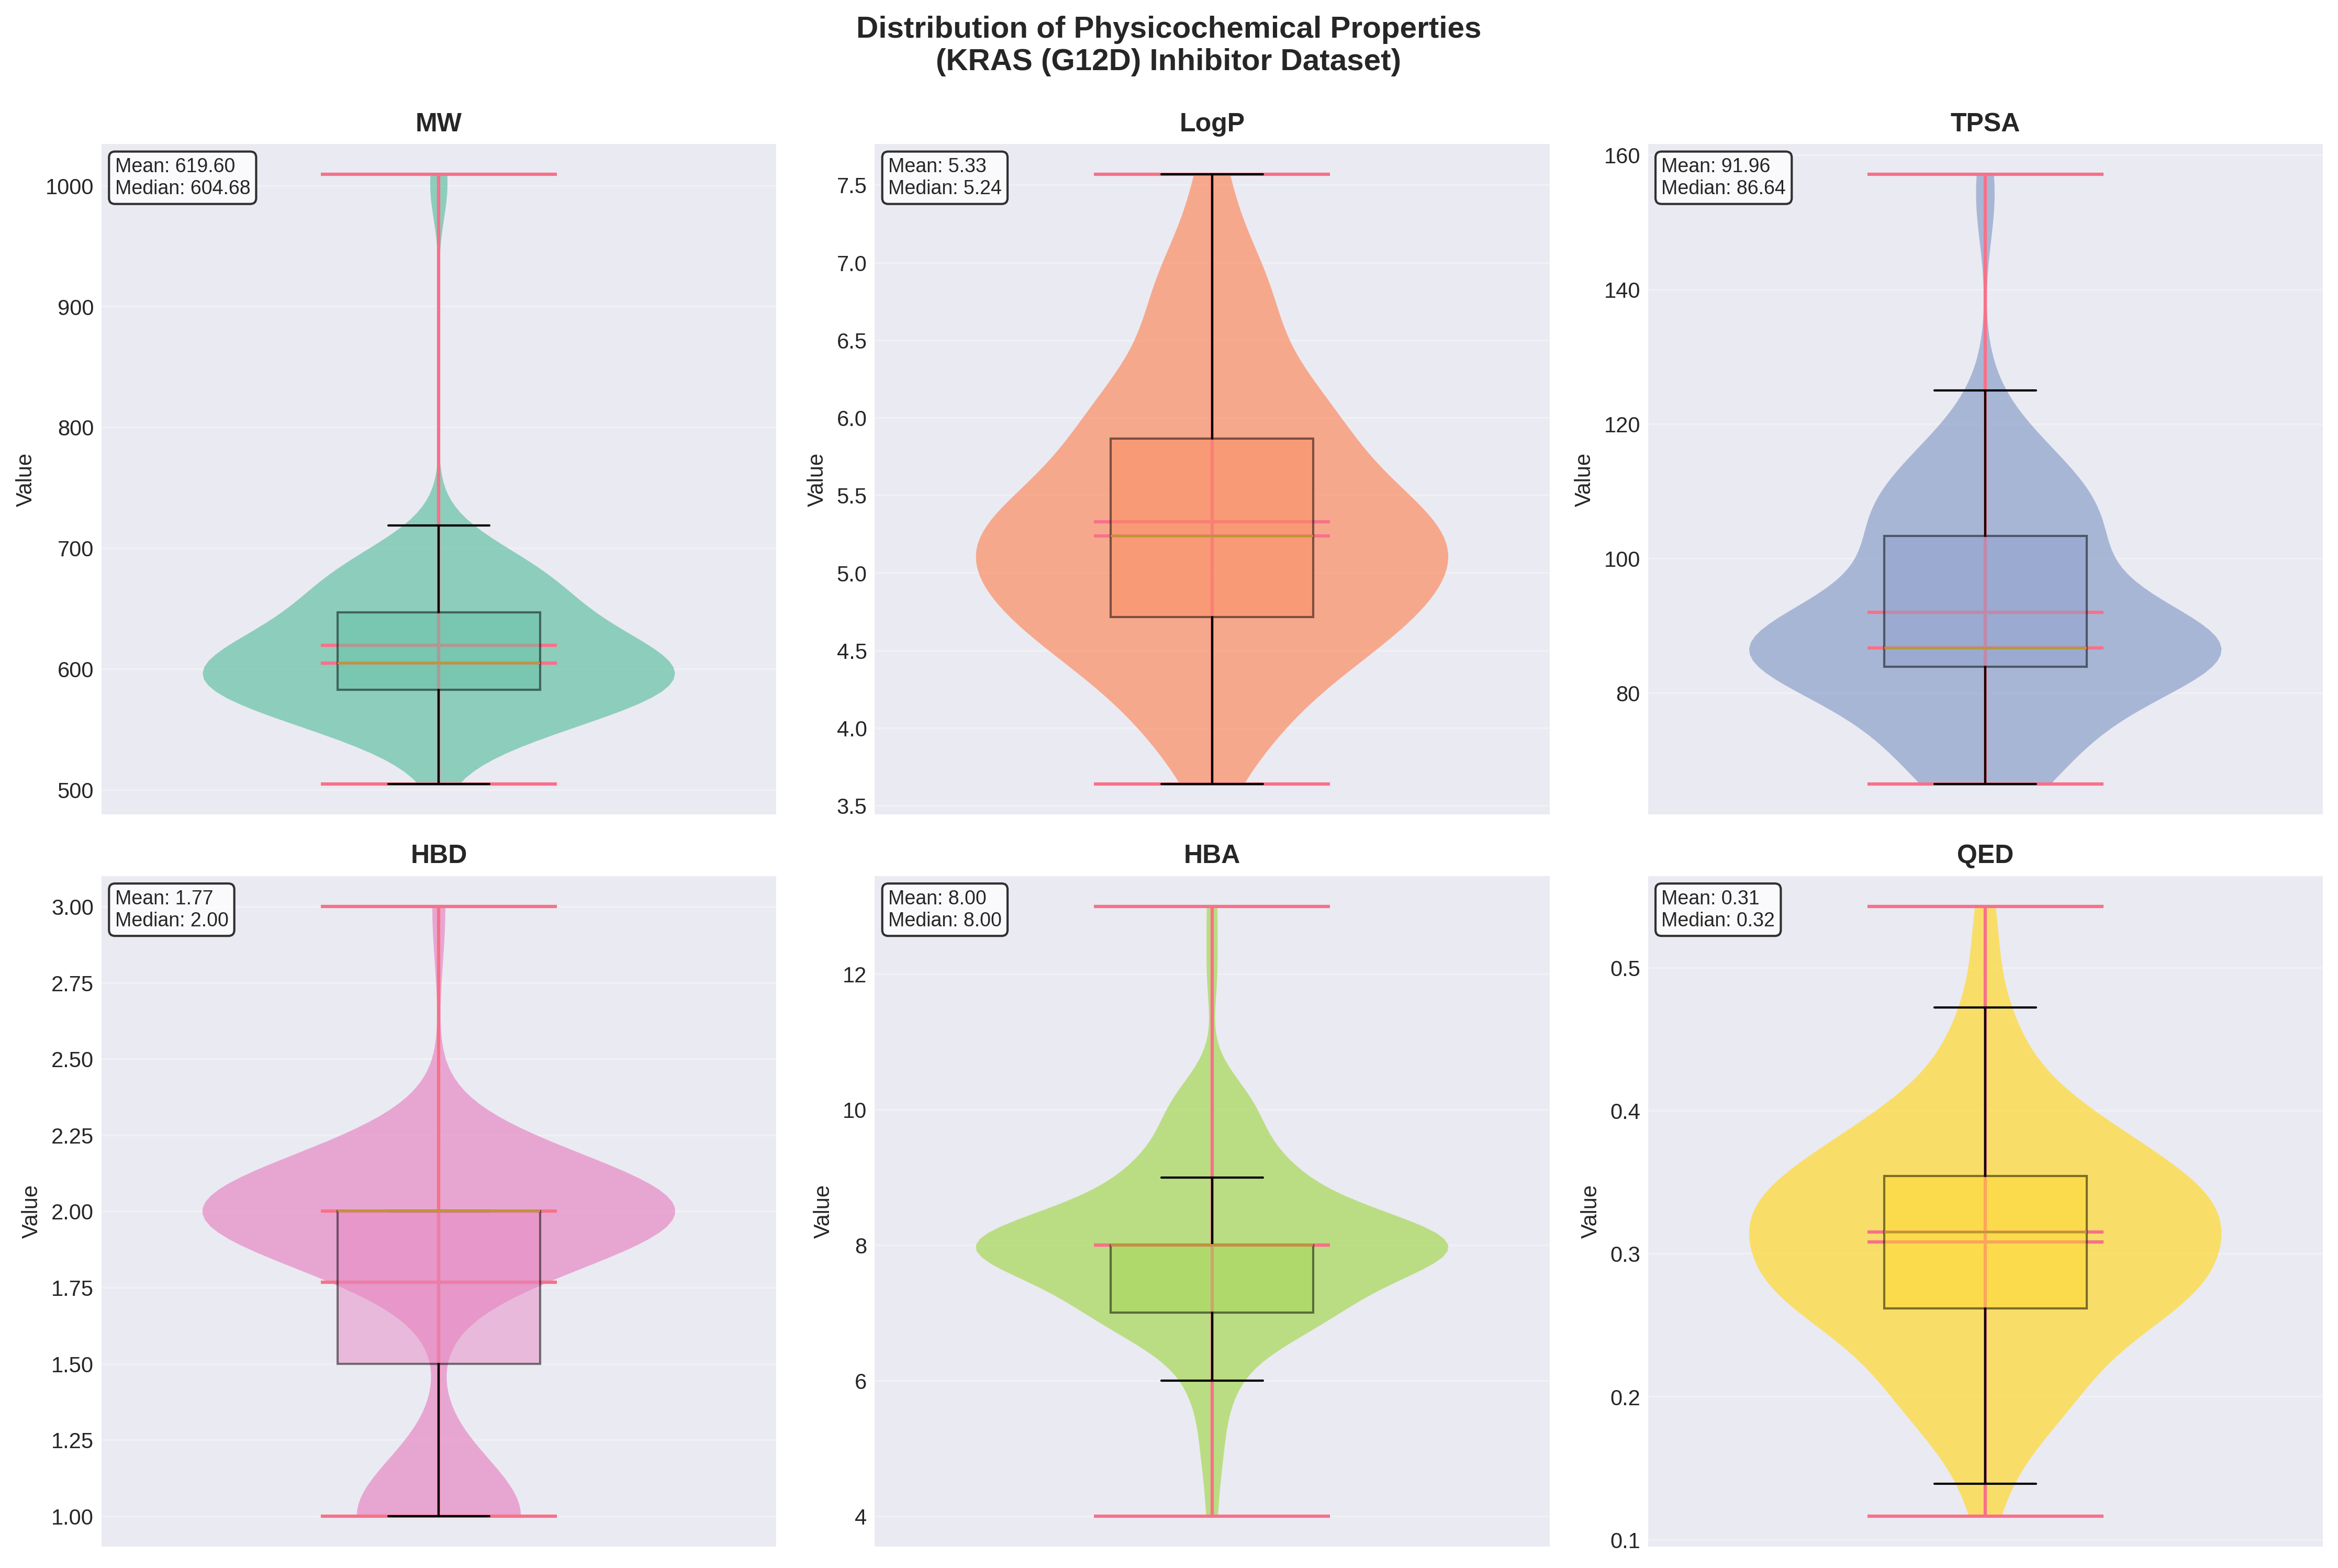 Distribution of Physicochemical Properties
(KRAS (G12D) Inhibitor Dataset)
MW
Mean: 619.60
Median: 604.68
1000
900
800
700
600
500
Value
LogP
Mean: 5.33
Median: 5.24
7.5
7.0
6.5
6.0
5.5
5.0
4.5
4.0
3.5
Value
TPSA
Mean: 91.96
Median: 86.64
160
140
120
100
80
Value
HBD
Mean: 1.77
Median: 2.00
3.00
2.75
2.50
2.25
2.00
1.75
1.50
1.25
1.00
Value
HBA
Mean: 8.00
Median: 8.00
12
10
8
6
4
Value
QED
Mean: 0.31
Median: 0.32
0.5
0.4
0.3
0.2
0.1
Value